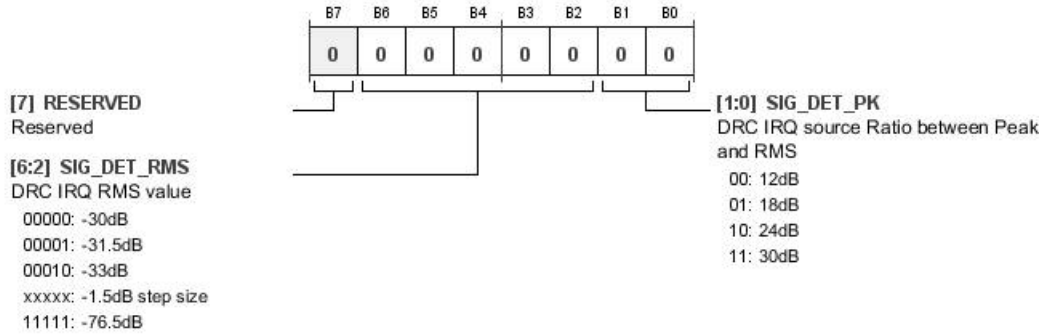 B7 B6 B5 B4 B3 B2 B1 B0
0 0 0 0 0 0 0 0
[7] RESERVED
Reserved
[6:2] SIG_DET_RMS
DRC IRQ RMS value
00000: -30dB
00001: -31.5dB
00010: -33dB
xxxxx: -1.5dB step size
11111: -76.5dB
[1:0] SIG_DET_PK
DRC IRQ source Ratio between Peak
and RMS
00: 12dB
01: 18dB
10: 24dB
11: 30dB